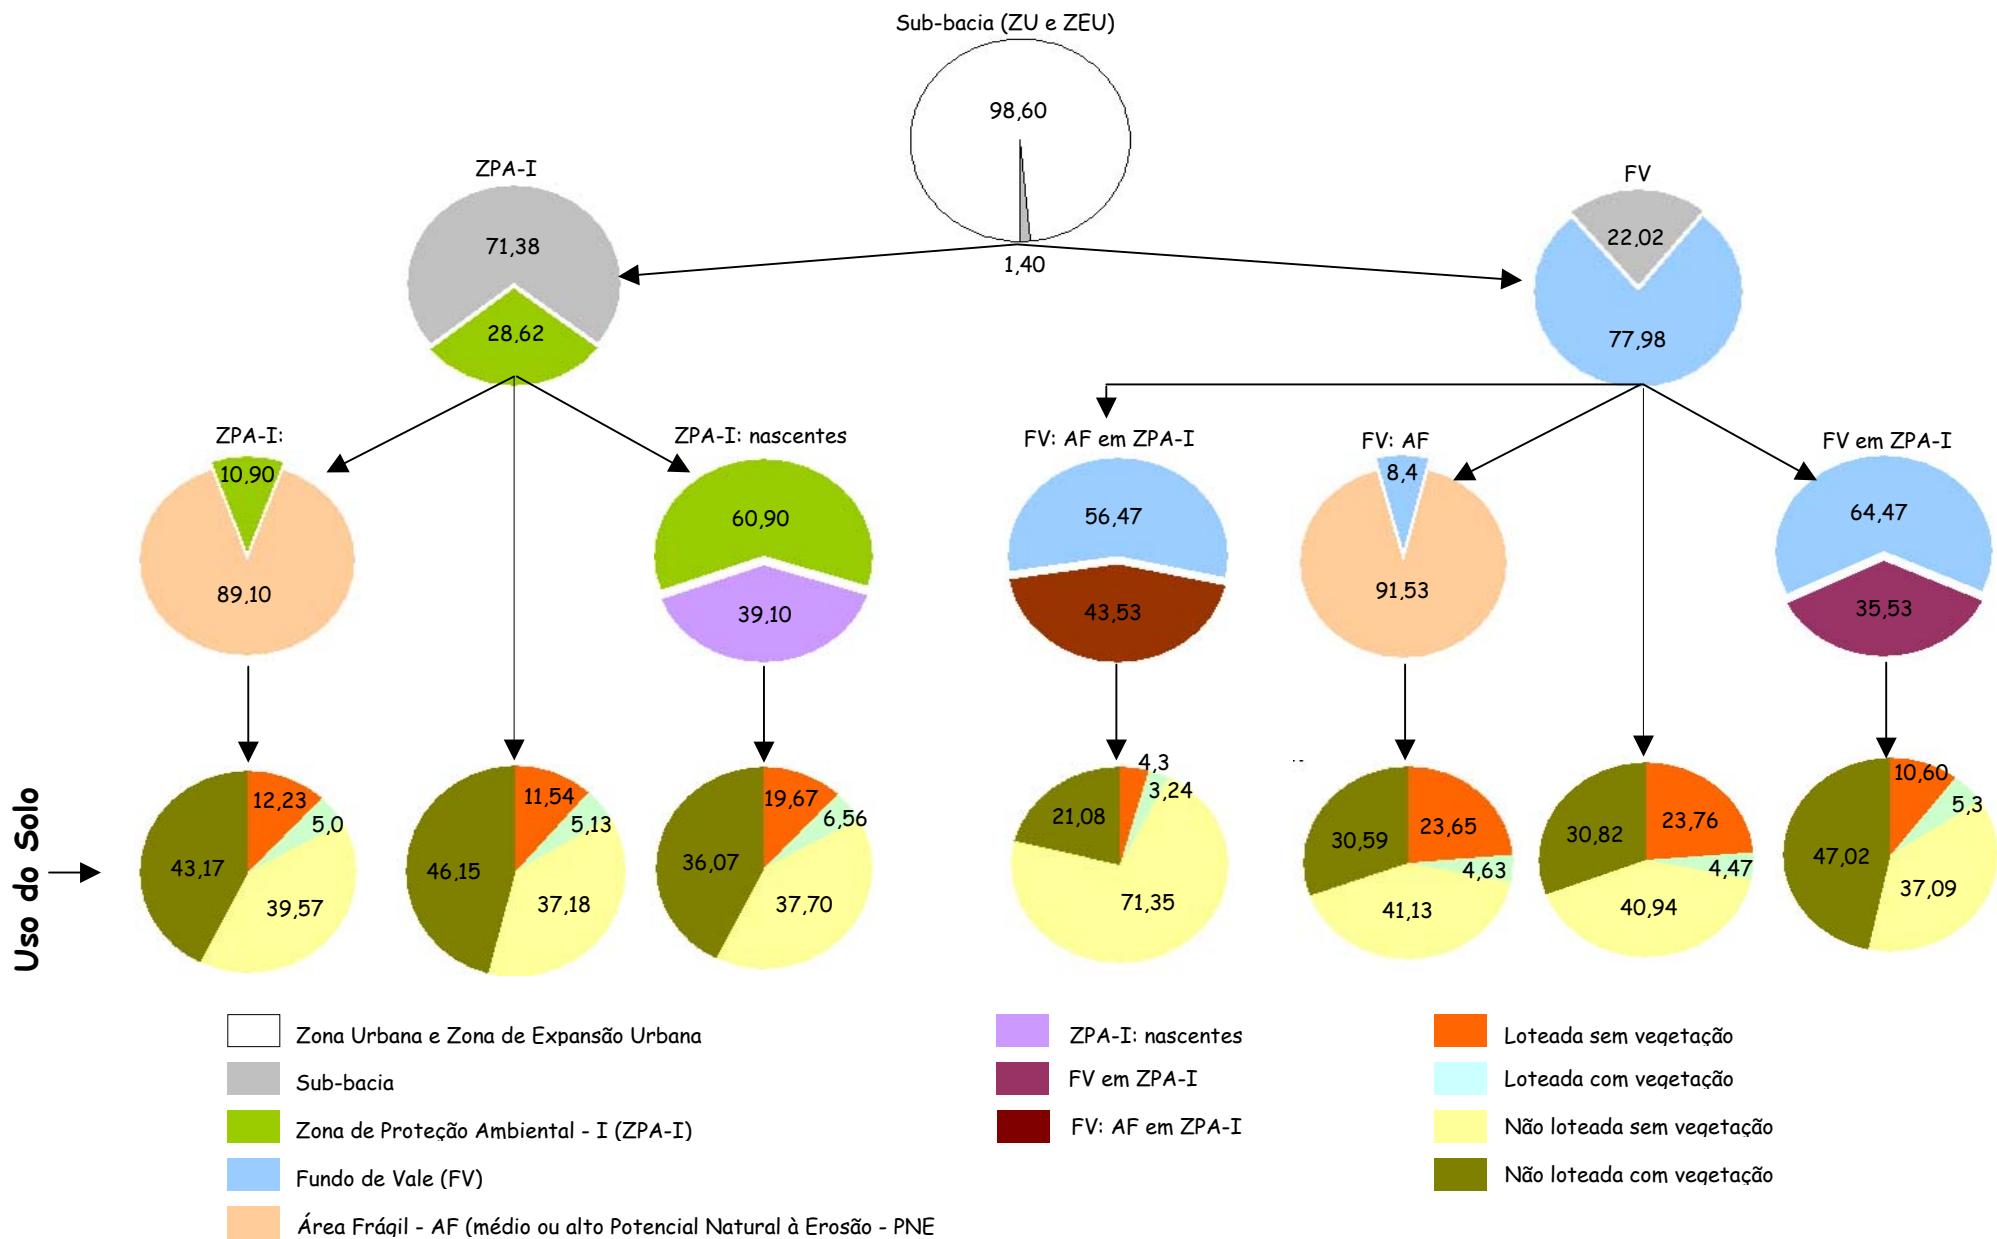 Sub-bacia (ZU e ZEU)
98,60
1,40
ZPA-I
71,38
28,62
FV
22,02
77,98
ZPA-I:
10,90
89,10
ZPA-I: nascentes
60,90
39,10
FV: AF em ZPA-I
56,47
43,53
FV: AF
8,4
91,53
FV em ZPA-I
64,47
35,53
Uso do Solo
12,23
5,0
39,57
43,17
11,54
5,13
37,18
46,15
19,67
6,56
37,70
36,07
4,3
3,24
71,35
21,08
23,65
4,63
41,13
30,59
23,76
4,47
40,94
30,82
10,60
5,3
37,09
47,02
Zona Urbana e Zona de Expansão Urbana
Sub-bacia
Zona de Proteção Ambiental - I (ZPA-I)
Fundo de Vale (FV)
Área Frágil - AF (médio ou alto Potencial Natural à Erosão - PNE
ZPA-I: nascentes
FV em ZPA-I
FV: AF em ZPA-I
Loteada sem vegetação
Loteada com vegetação
Não loteada sem vegetação
Não loteada com vegetação